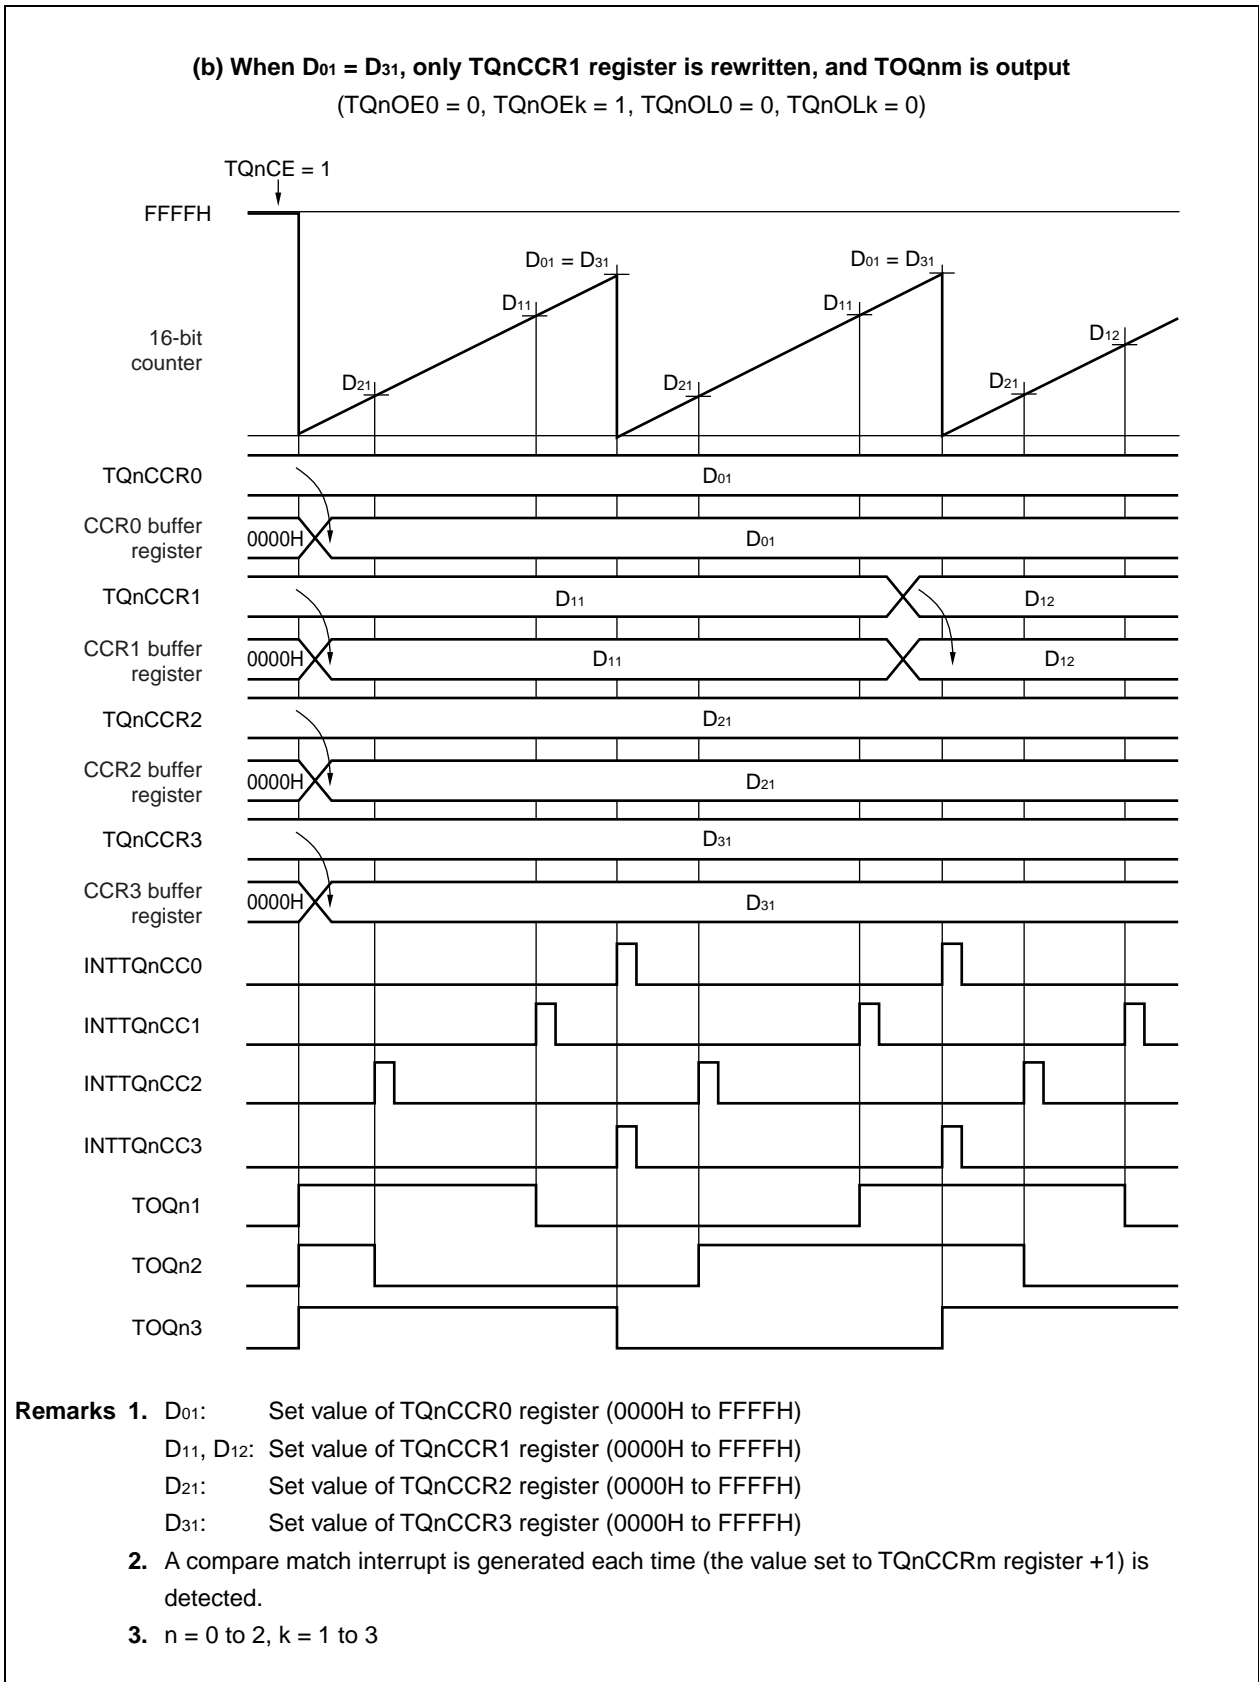 (b) When D01 = D31, only TQnCCR1 register is rewritten, and TOQnm is output
(TQnOE0 = 0, TQnOEk = 1, TQnOL0 = 0, TQnOLk = 0)
TQnCE = 1
FFFFH
D01 = D31
D01 = D31
D11
D11
D12
16-bit
counter
D21
D21
D21
TQnCCR0
D01
CCR0 buffer
register
0000H
D01
TQnCCR1
D11
D12
CCR1 buffer
register
0000H
D11
D12
TQnCCR2
D21
CCR2 buffer
register
0000H
D21
TQnCCR3
D31
CCR3 buffer
register
0000H
D31
INTTQnCC0
INTTQnCC1
INTTQnCC2
INTTQnCC3
TOQn1
TOQn2
TOQn3
Remarks 1. D01: Set value of TQnCCR0 register (0000H to FFFFH)
D11, D12: Set value of TQnCCR1 register (0000H to FFFFH)
D21: Set value of TQnCCR2 register (0000H to FFFFH)
D31: Set value of TQnCCR3 register (0000H to FFFFH)
2. A compare match interrupt is generated each time (the value set to TQnCCRm register +1) is
detected.
3. n = 0 to 2, k = 1 to 3